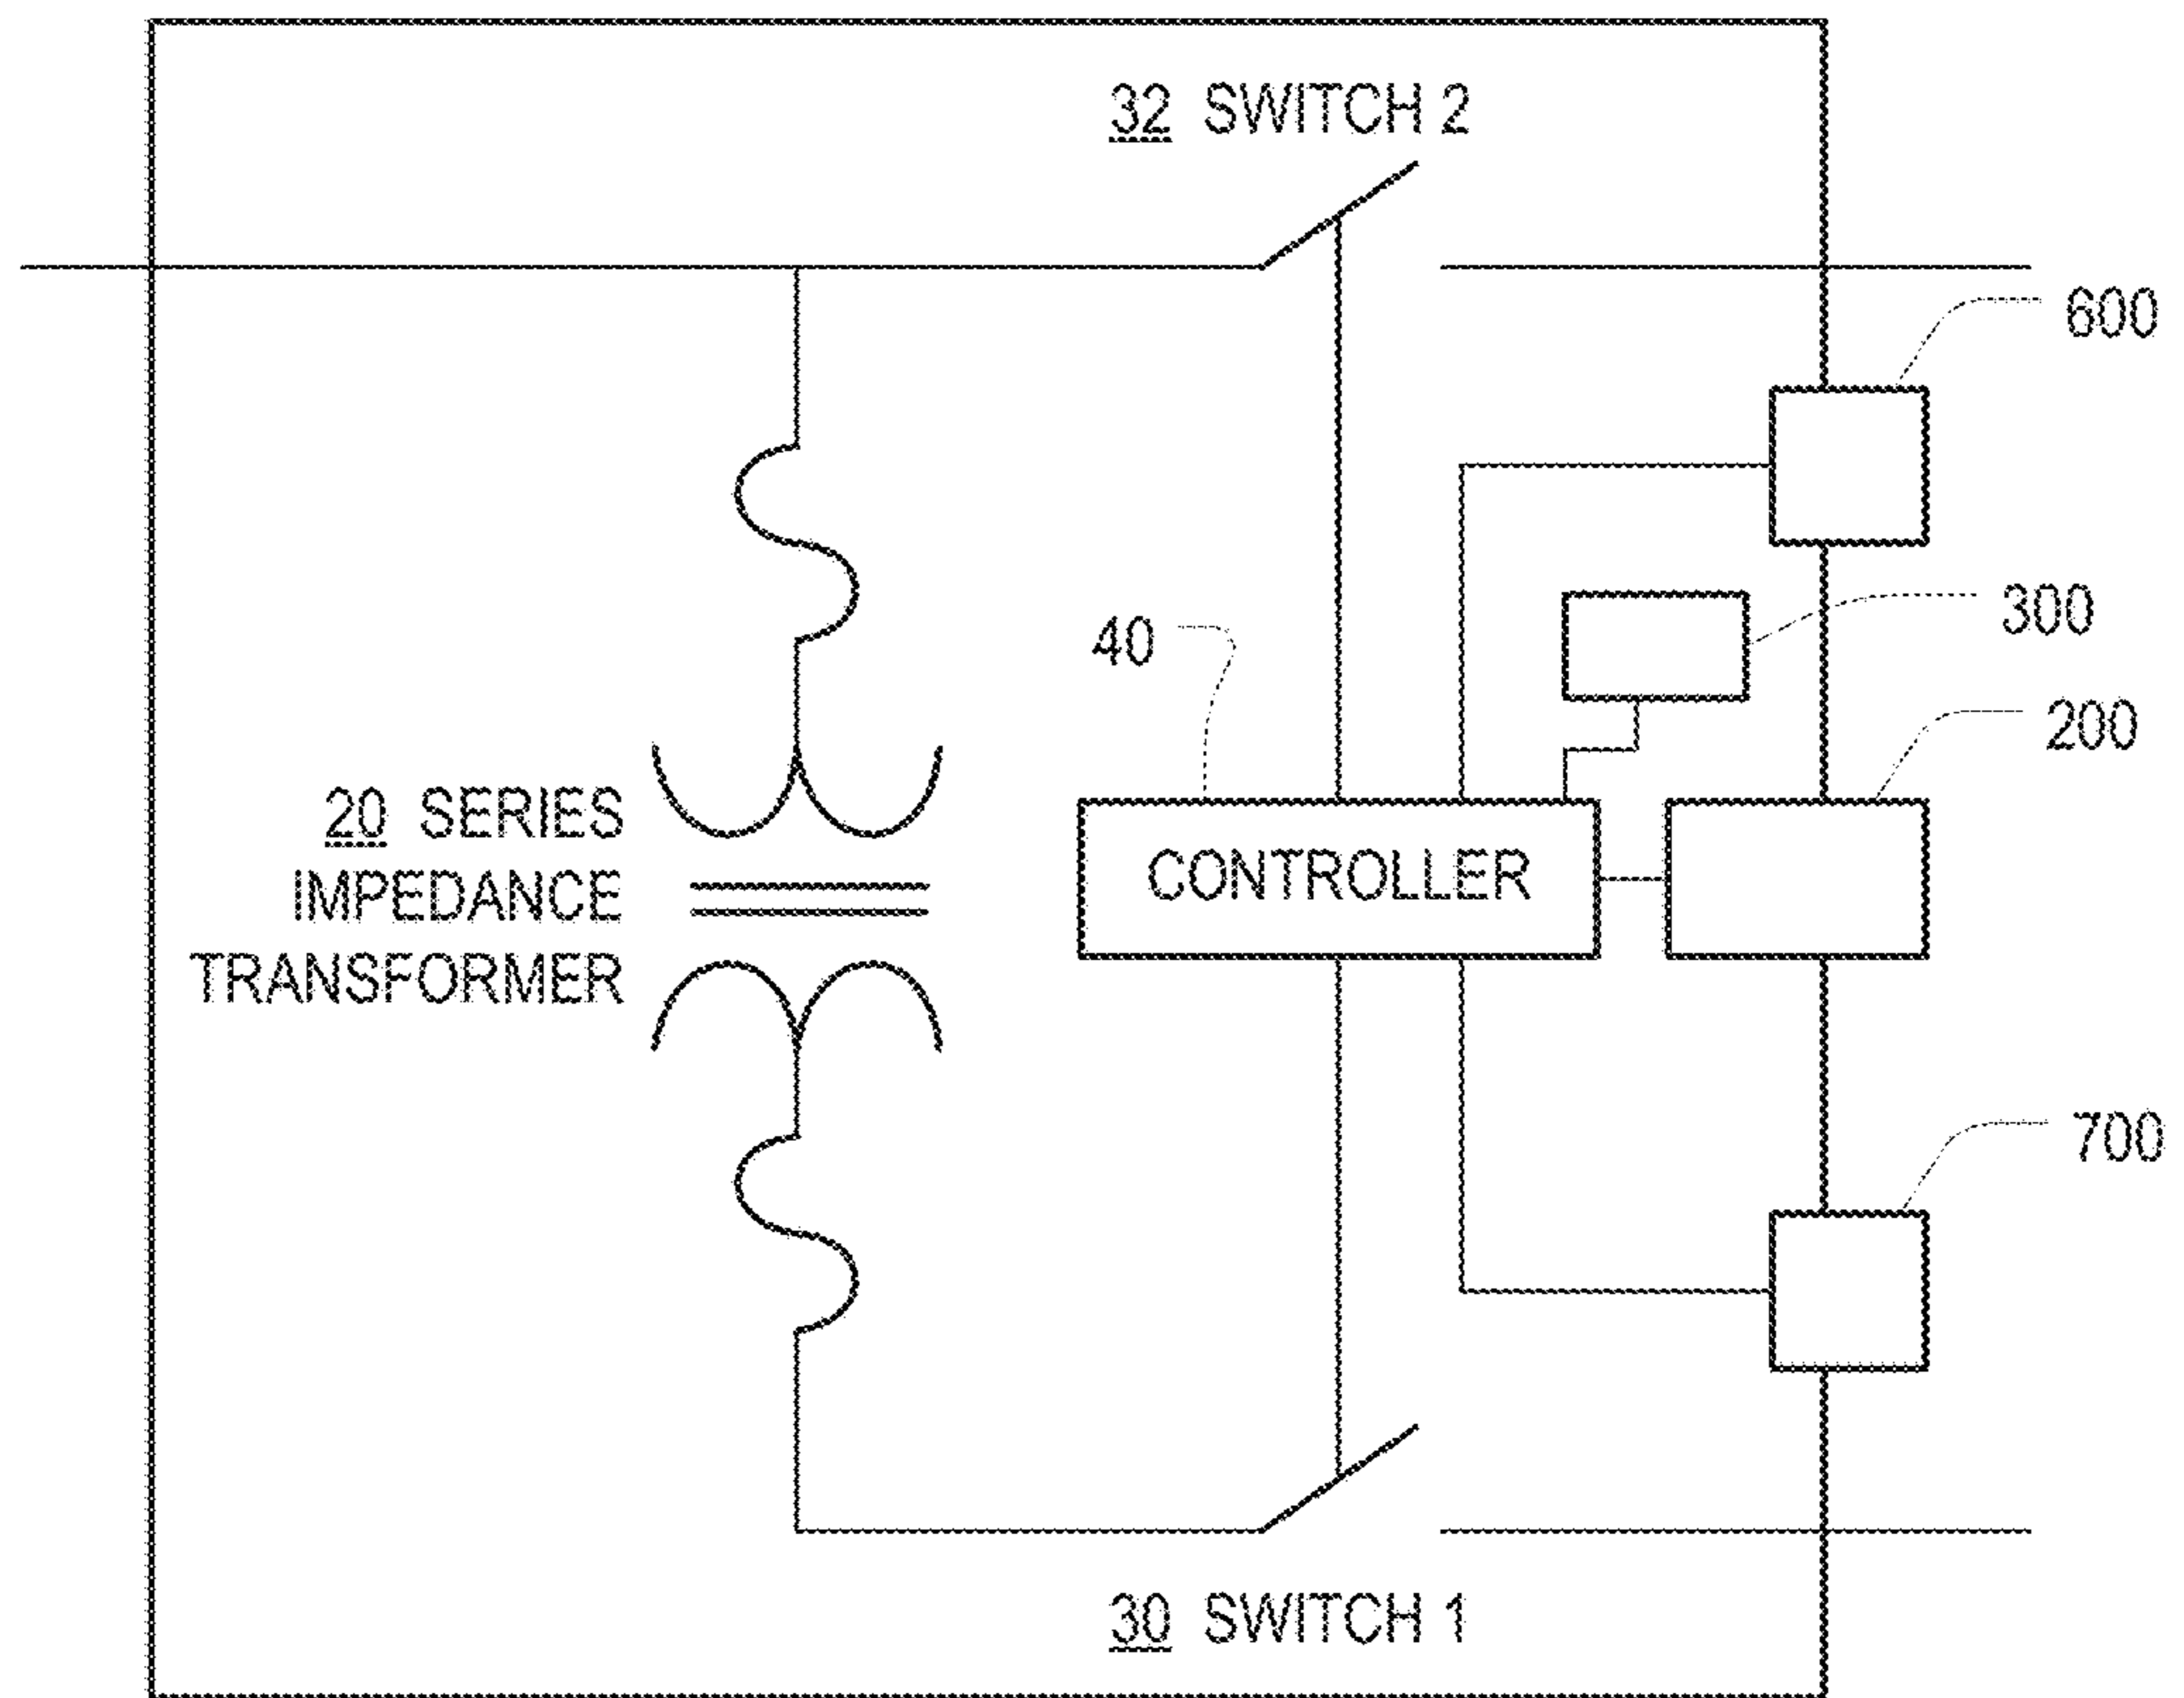 32 SWITCH 2
600
300
40
200
20 SERIES
IMPEDANCE
TRANSFORMER
CONTROLLER
700
30 SWITCH 1